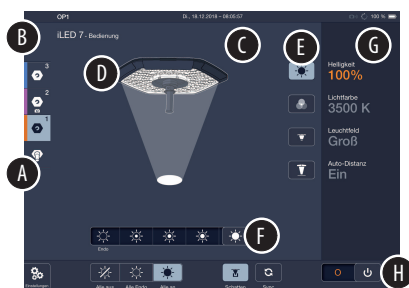 OP1
Di., 18.12.2018 – 08:05:57
100 %
iLED 7 - Bedienung
B
C
E
G
D
3
2
1
A
Helligkeit
100%
Lichtfarbe
3500 K
Leuchtfeld
Groß
Auto-Distanz
Ein
Endo
F
Einstellungen
Alle aus
Alle Endo
Alle an
Schatten
Sync
O
H